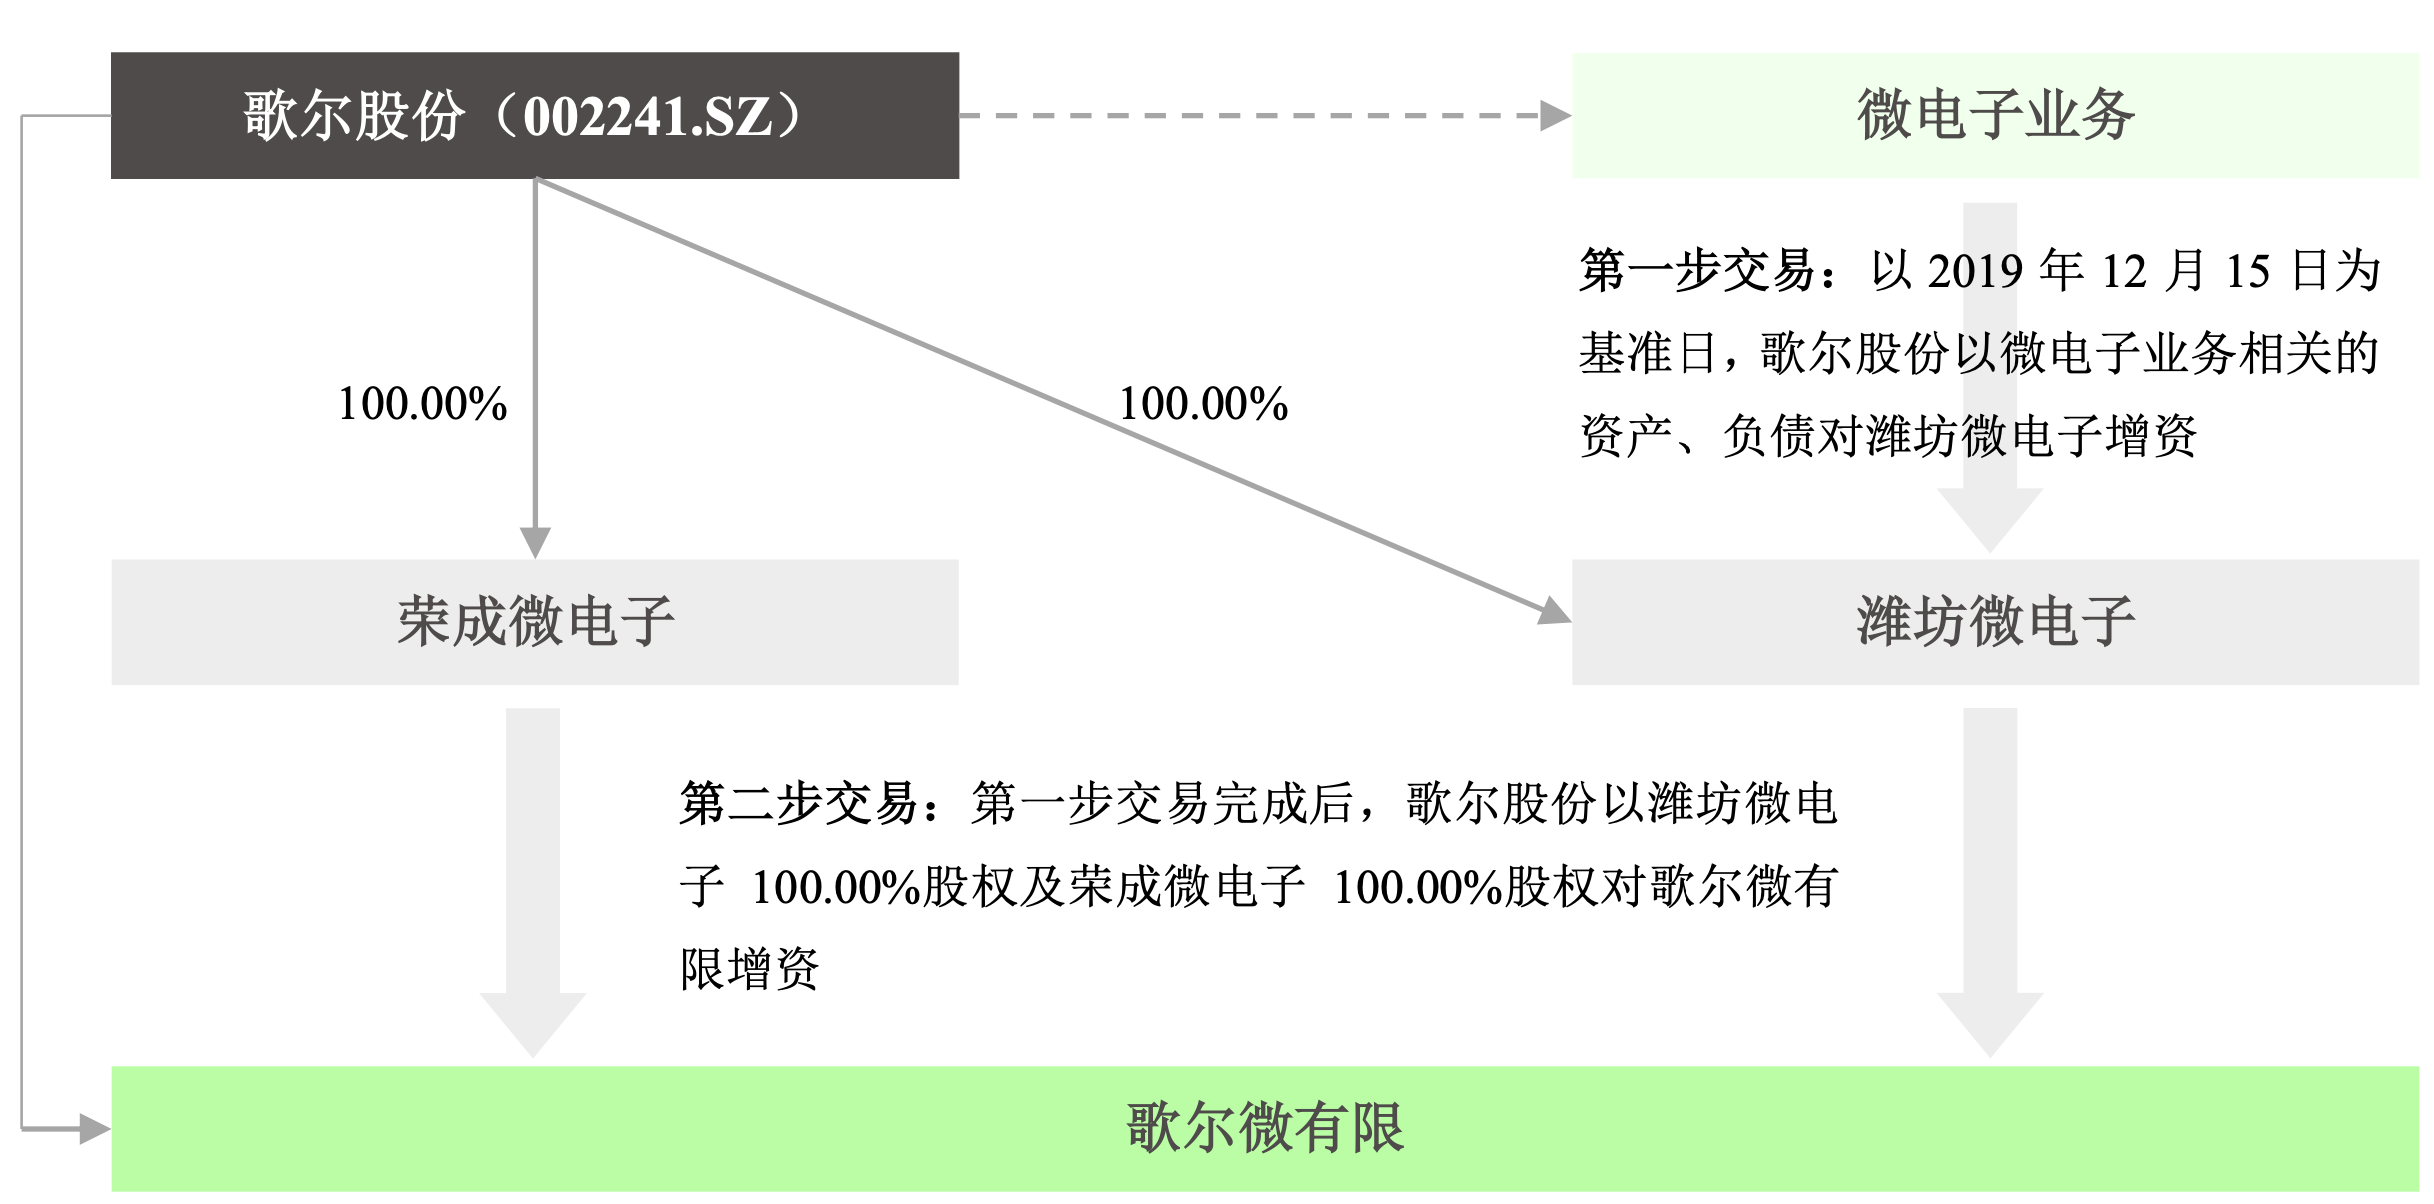 歌尔股份（002241.SZ）
微电子业务
第一步交易：以 2019 年 12 月 15 日为
基准日，歌尔股份以微电子业务相关的
资产、负债对潍坊微电子增资
100.00%
100.00%
荣成微电子
潍坊微电子
第二步交易：第一步交易完成后，歌尔股份以潍坊微电
子 100.00%股权及荣成微电子 100.00%股权对歌尔微有
限增资
歌尔微有限